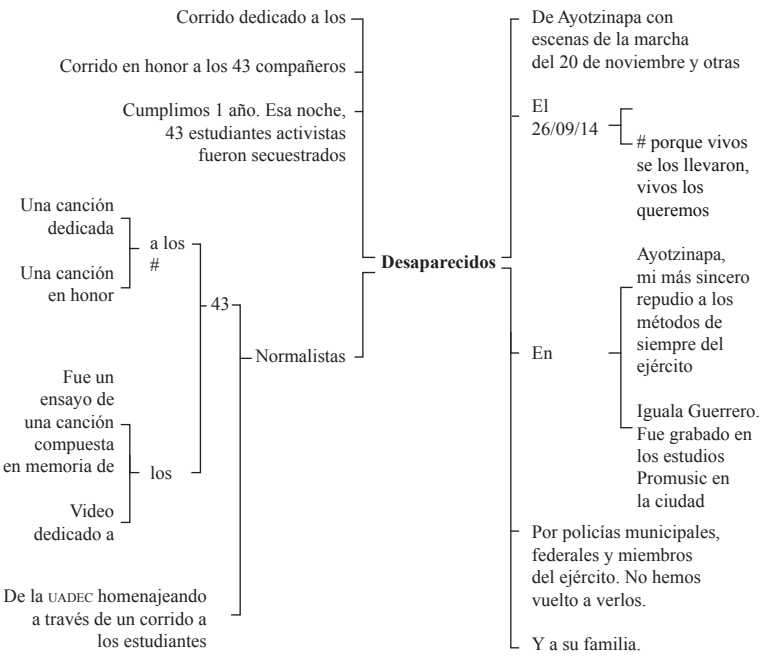 Corrido dedicado a los
Corrido en honor a los 43 compañeros
Cumplimos 1 año. Esa noche,
43 estudiantes activistas
fueron secuestrados
Una canción
dedicada
Una canción
en honor
a los
#
43
Fue un
ensayo de
una canción
compuesta
en memoria de
Video
dedicado a
los
Normalistas
De la UADEC homenajeando
a través de un corrido a
los estudiantes
Desaparecidos
De Ayotzinapa con
escenas de la marcha
del 20 de noviembre y otras
El
26/09/14
# porque vivos
se los llevaron,
vivos los
queremos
En
Ayotzinapa,
mi más sincero
repudio a los
métodos de
siempre del
ejército
Iguala Guerrero.
Fue grabado en
los estudios
Promusic en
la ciudad
Por policías municipales,
federales y miembros
del ejército. No hemos
vuelto a verlos.
Y a su familia.